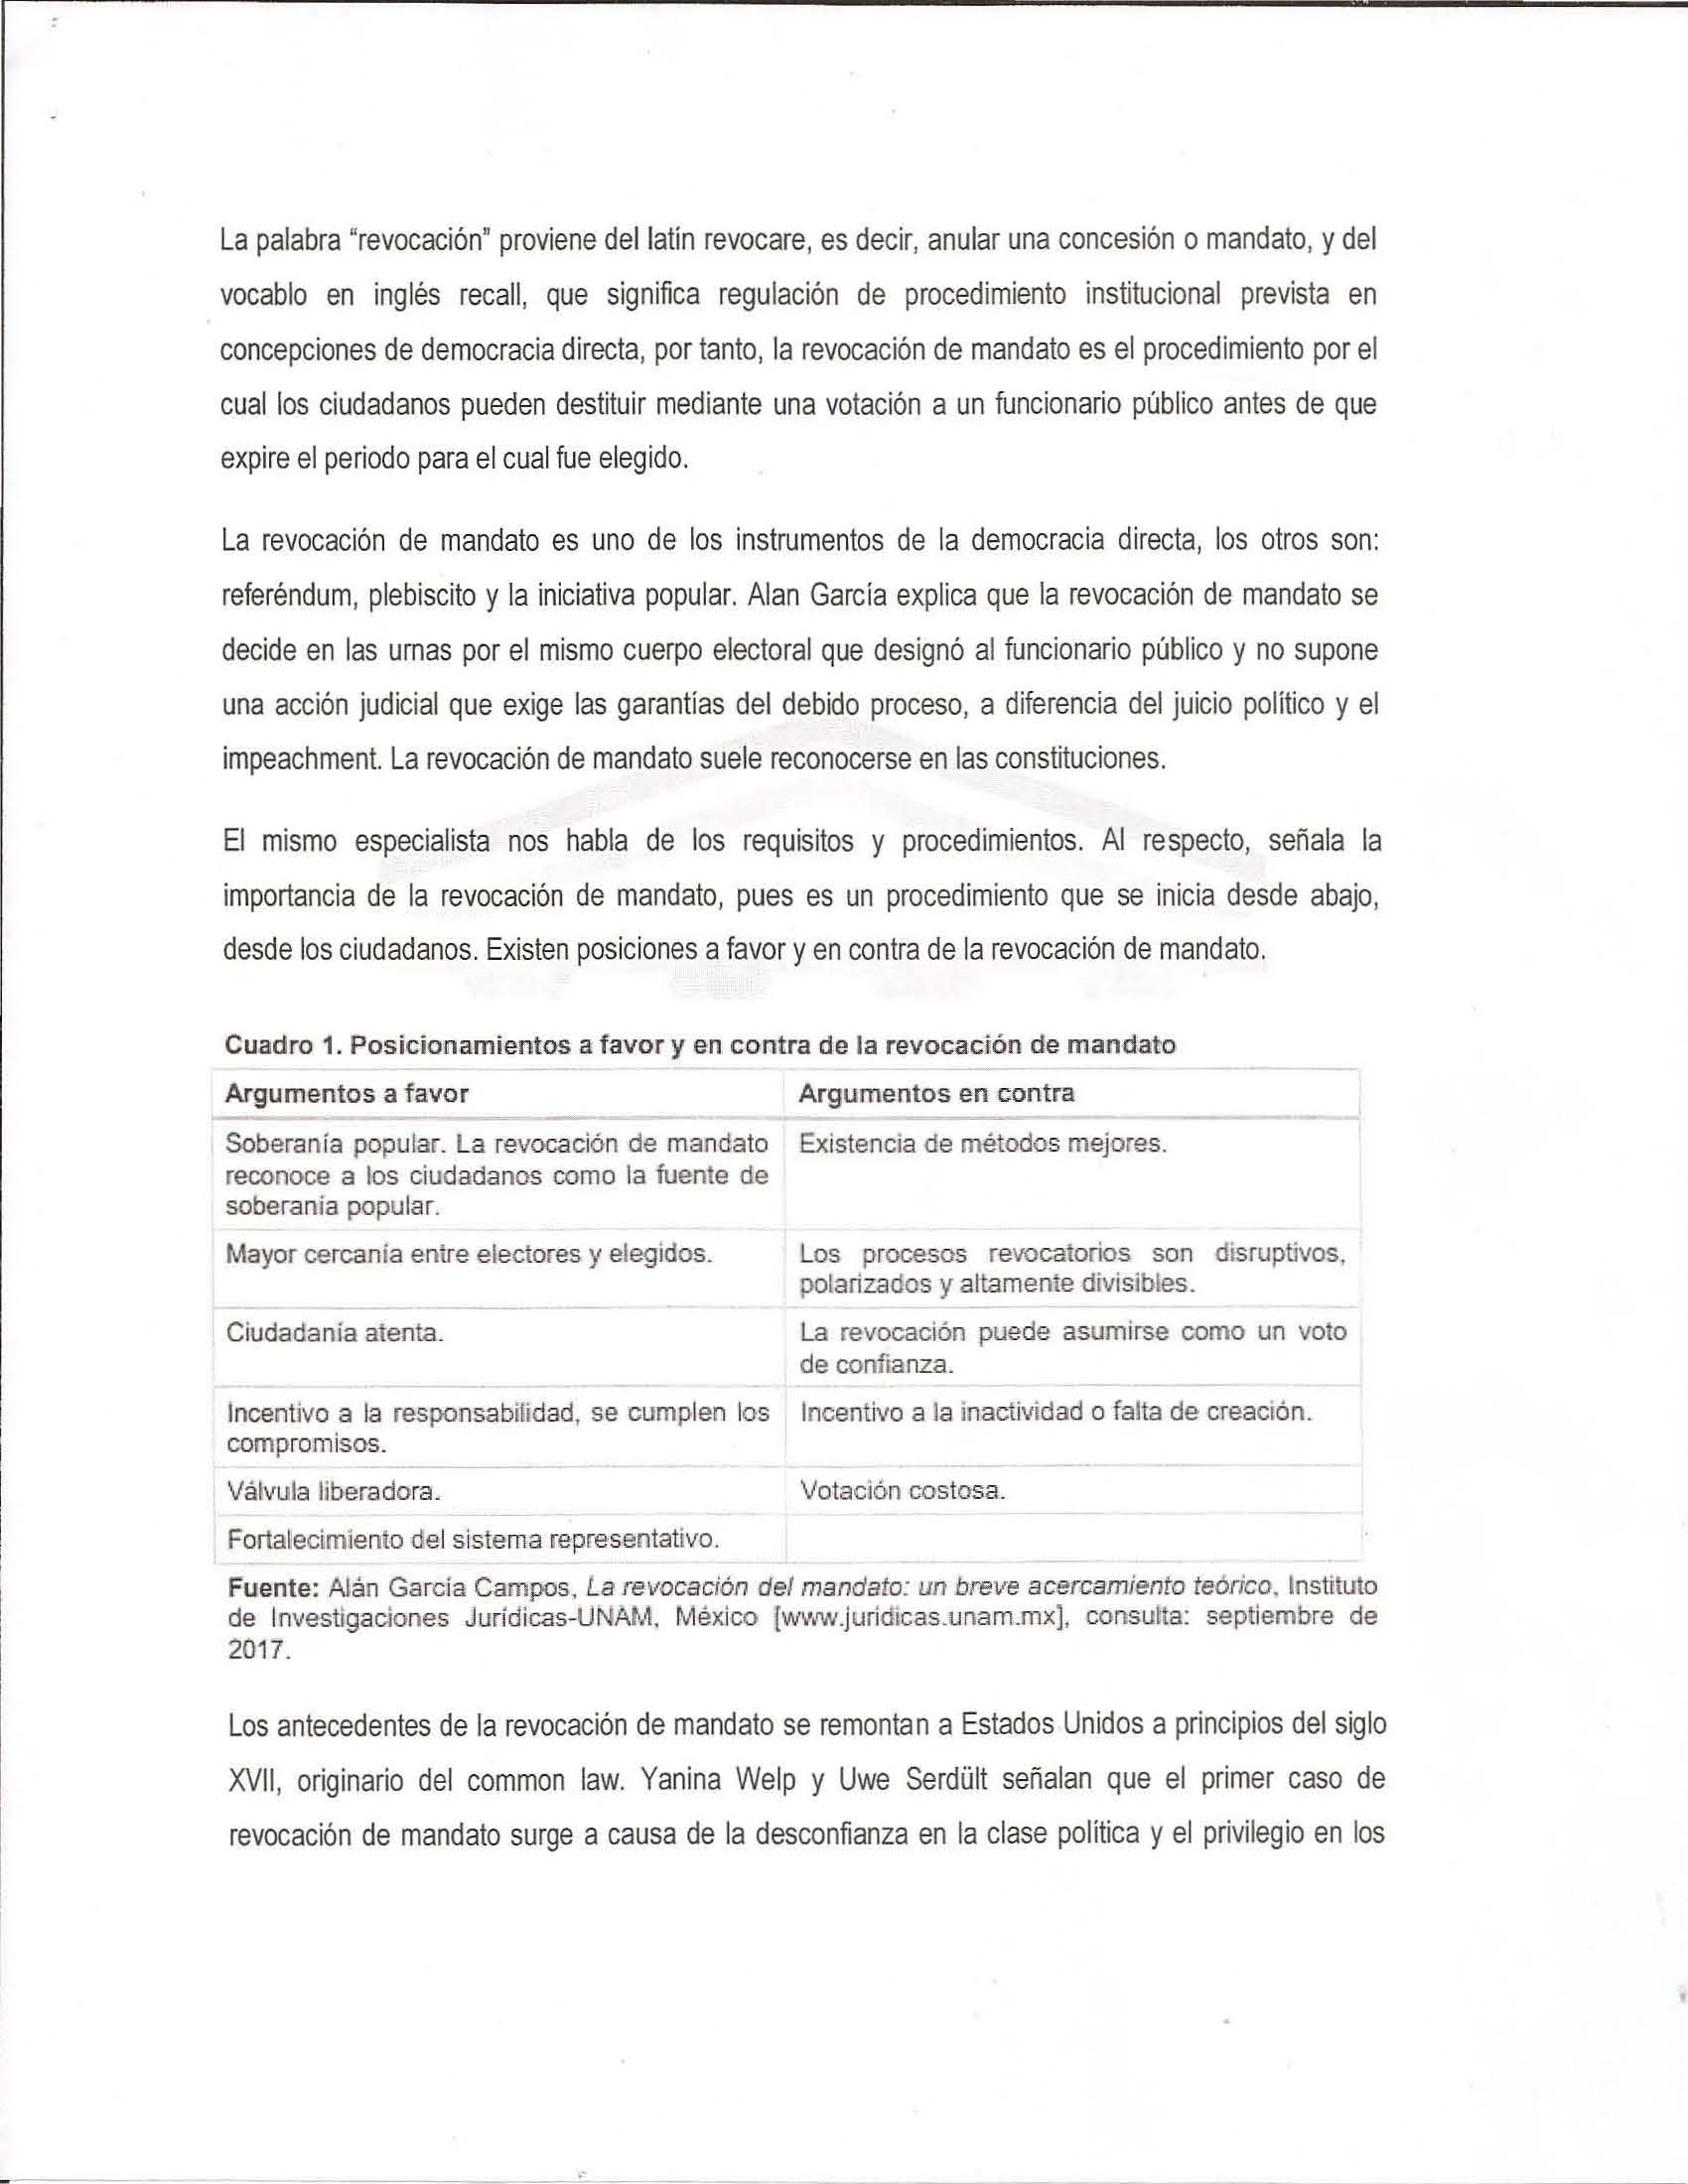 La palabra “revocación” proviene del latín revocare, es decir, anular una concesión o mandato, y del
vocablo en inglés recall, que significa regulación de procedimiento institucional prevista en
concepciones de democracia directa, por tanto, la revocación de mandato es el procedimiento por el
cual los ciudadanos pueden destituir mediante una votación a un funcionario público antes de que
expire el periodo para el cual fue elegido.
La revocación de mandato es uno de los instrumentos de la democracia directa, los otros son:
referéndum, plebiscito y la iniciativa popular. Alan García explica que la revocación de mandato se
decide en las urnas por el mismo cuerpo electoral que designó al funcionario público y no supone
una acción judicial que exige las garantías del debido proceso, a diferencia del juicio político y el
impeachment. La revocación de mandato suele reconocerse en las constituciones.
El mismo especialista nos habla de los requisitos y procedimientos. Al respecto, señala la
importancia de la revocación de mandato, pues es un procedimiento que se inicia desde abajo,
desde los ciudadanos. Existen posiciones a favor y en contra de la revocación de mandato.
Cuadro 1. Posicionamientos a favor y en contra de la revocación de mandato
Argumentos a favor
Argumentos en contra
Soberanía popular. La revocación de mandato
reconoce a los ciudadanos como la fuente de
soberanía popular.
Existencia de métodos mejores.
Mayor cercanía entre electores y elegidos.
Los procesos revocatorios son disruptivos,
polarizados y altamente divisibles.
Ciudadanía atenta.
La revocación puede asumirse como un voto
de confianza.
Incentivo a la responsabilidad, se cumplen los
compromisos.
Incentivo a la inactividad o falta de creación.
Válvula liberadora.
Votación costosa.
Fortalecimiento del sistema representativo.
Fuente: Alán García Campos, La revocación del mandato: un breve acercamiento teórico, Instituto
de Investigaciones Jurídicas-UNAM, México [www.juridicas.unam.mx], consulta: septiembre de
2017.
Los antecedentes de la revocación de mandato se remontan a Estados Unidos a principios del siglo
XVII, originario del common law. Yanina Welp y Uwe Serdült señalan que el primer caso de
revocación de mandato surge a causa de la desconfianza en la clase política y el privilegio en los